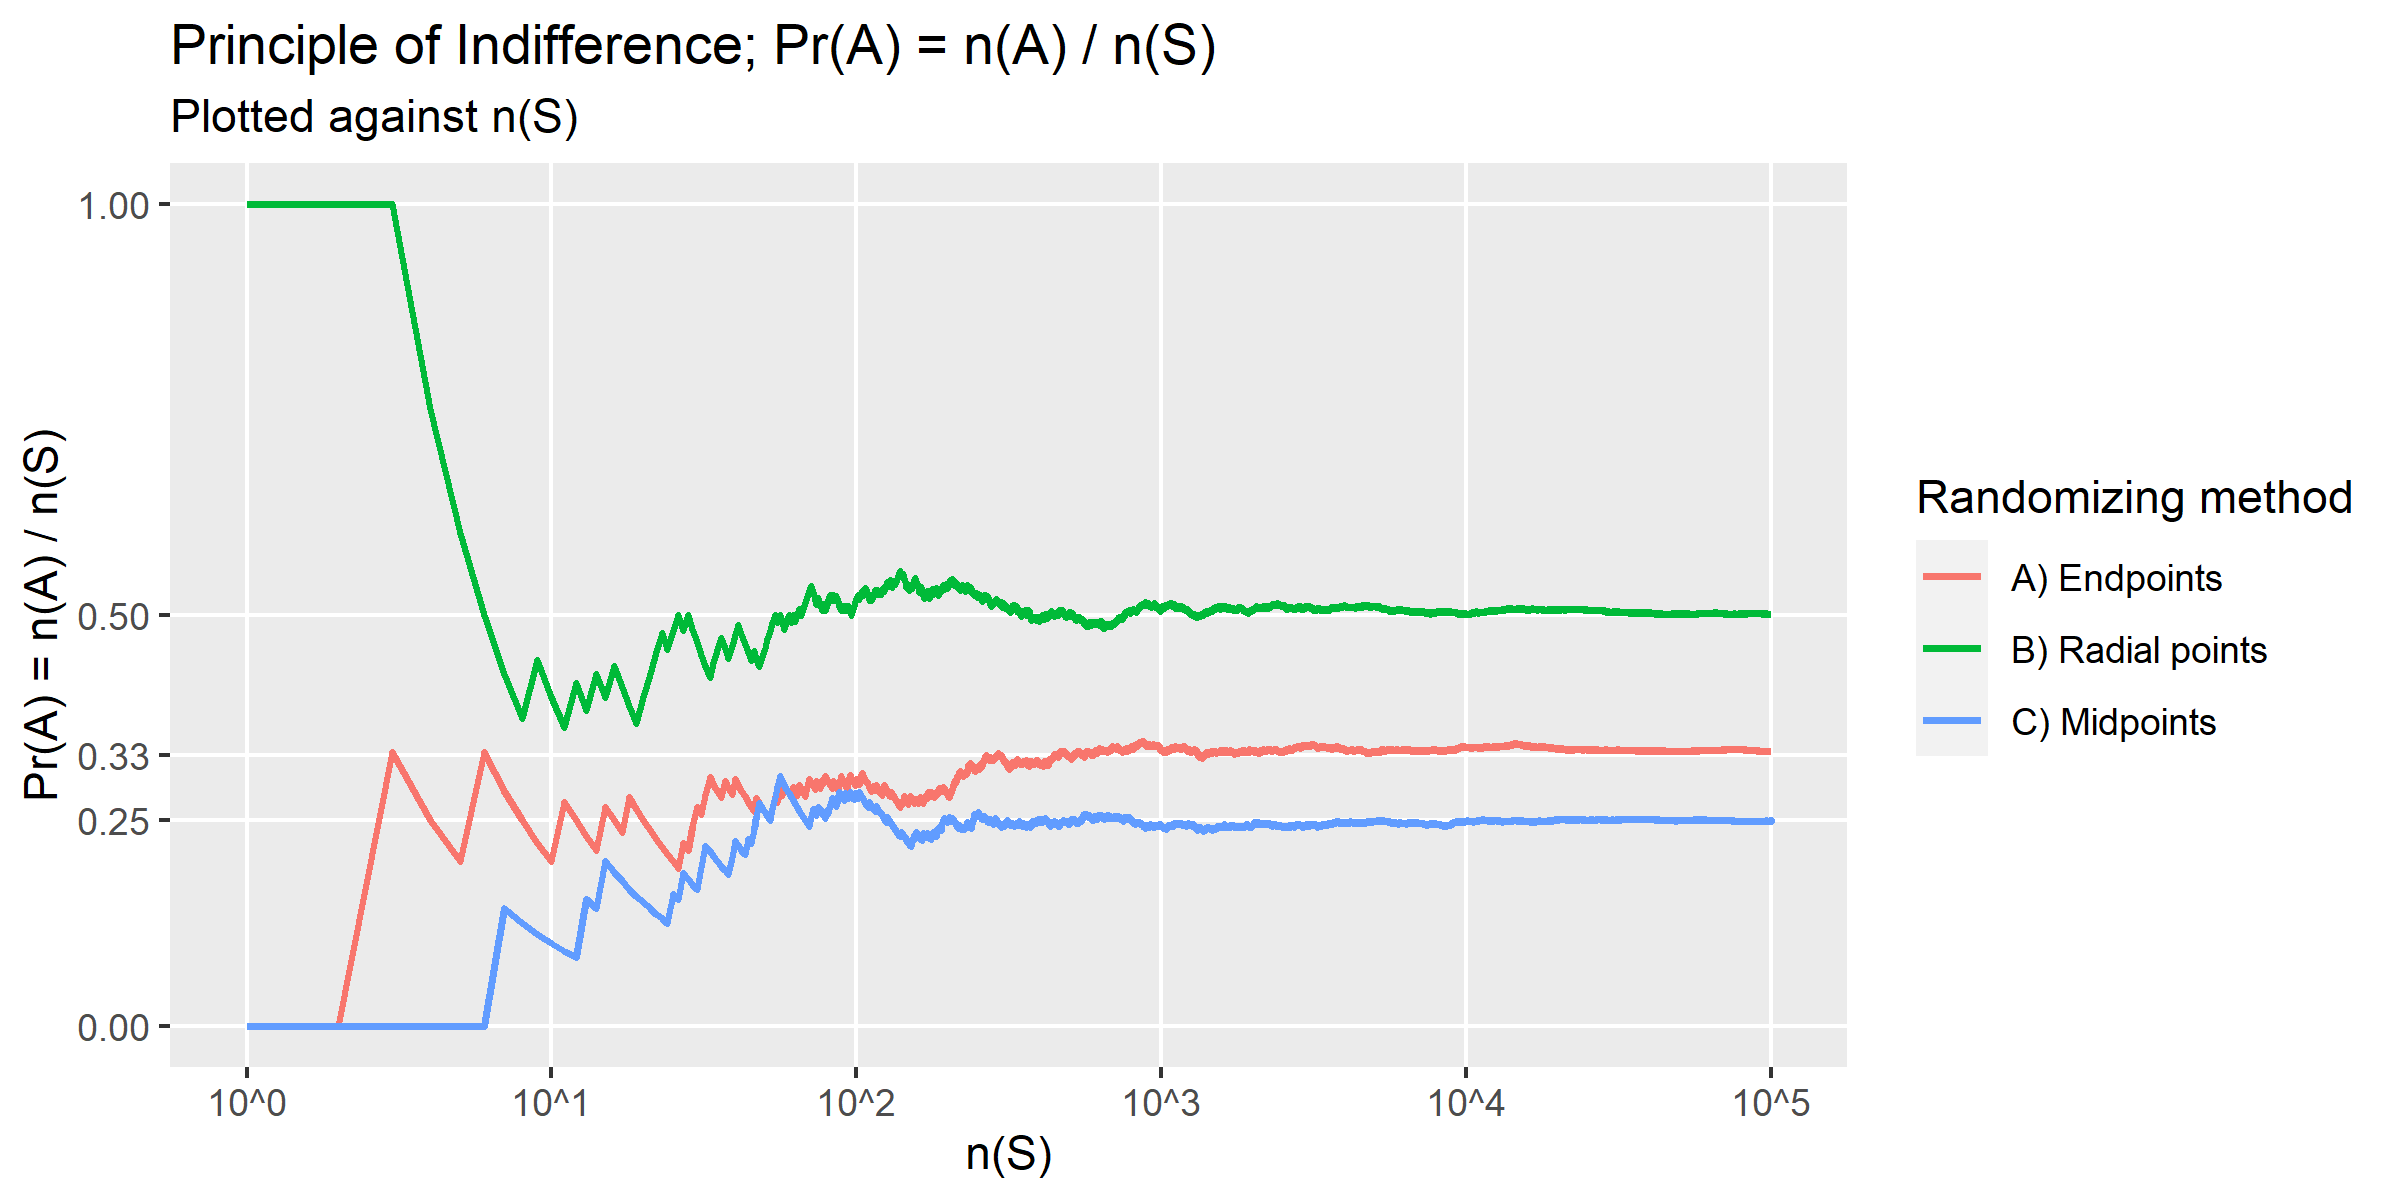 Principle of Indifference; Pr(A) = n(A) / n(S)
Plotted against n(S)
Pr(A) = n(A) / n(S)
1.00
0.50
0.33
0.25
0.00
10^0
10^1
10^2
10^3
10^4
10^5
n(S)
Randomizing method
A) Endpoints
B) Radial points
C) Midpoints